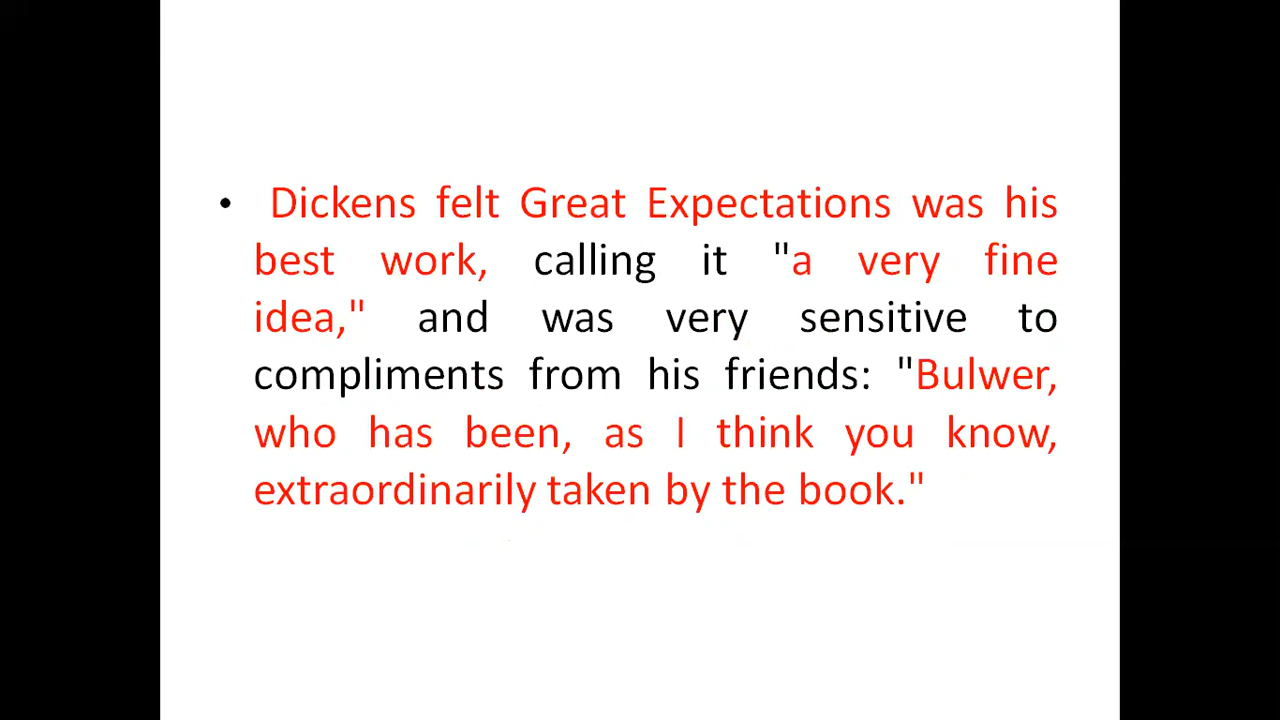 • Dickens felt Great Expectations was his
best work, calling it "a very fine
idea," and was very sensitive to
compliments from his friends: "Bulwer,
who has been, as I think you know,
extraordinarily taken by the book."